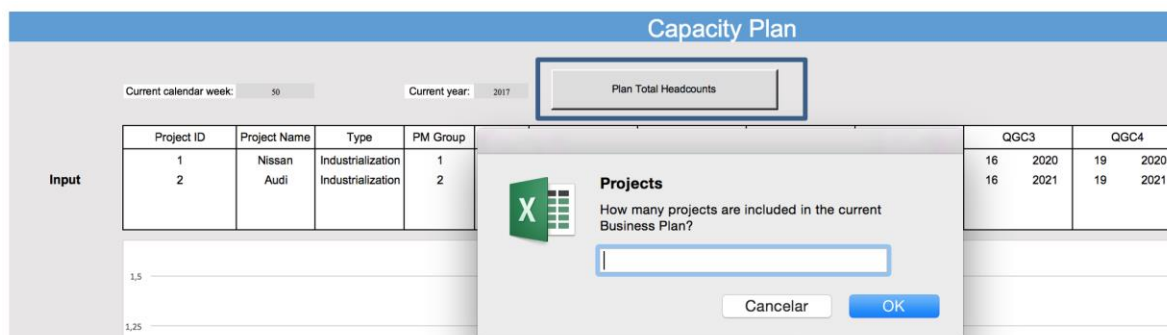 Capacity Plan
Current calendar week: 50 Current year: 2017 Plan Total Headcounts
Project ID Project Name Type PM Group QGC3 QGC4
1 Nissan Industrialization 1 16 2020 19 2020
Input 2 Audi Industrialization 2 16 2021 19 2021
Projects
How many projects are included in the current
Business Plan?
Cancelar OK
1,5
1,25